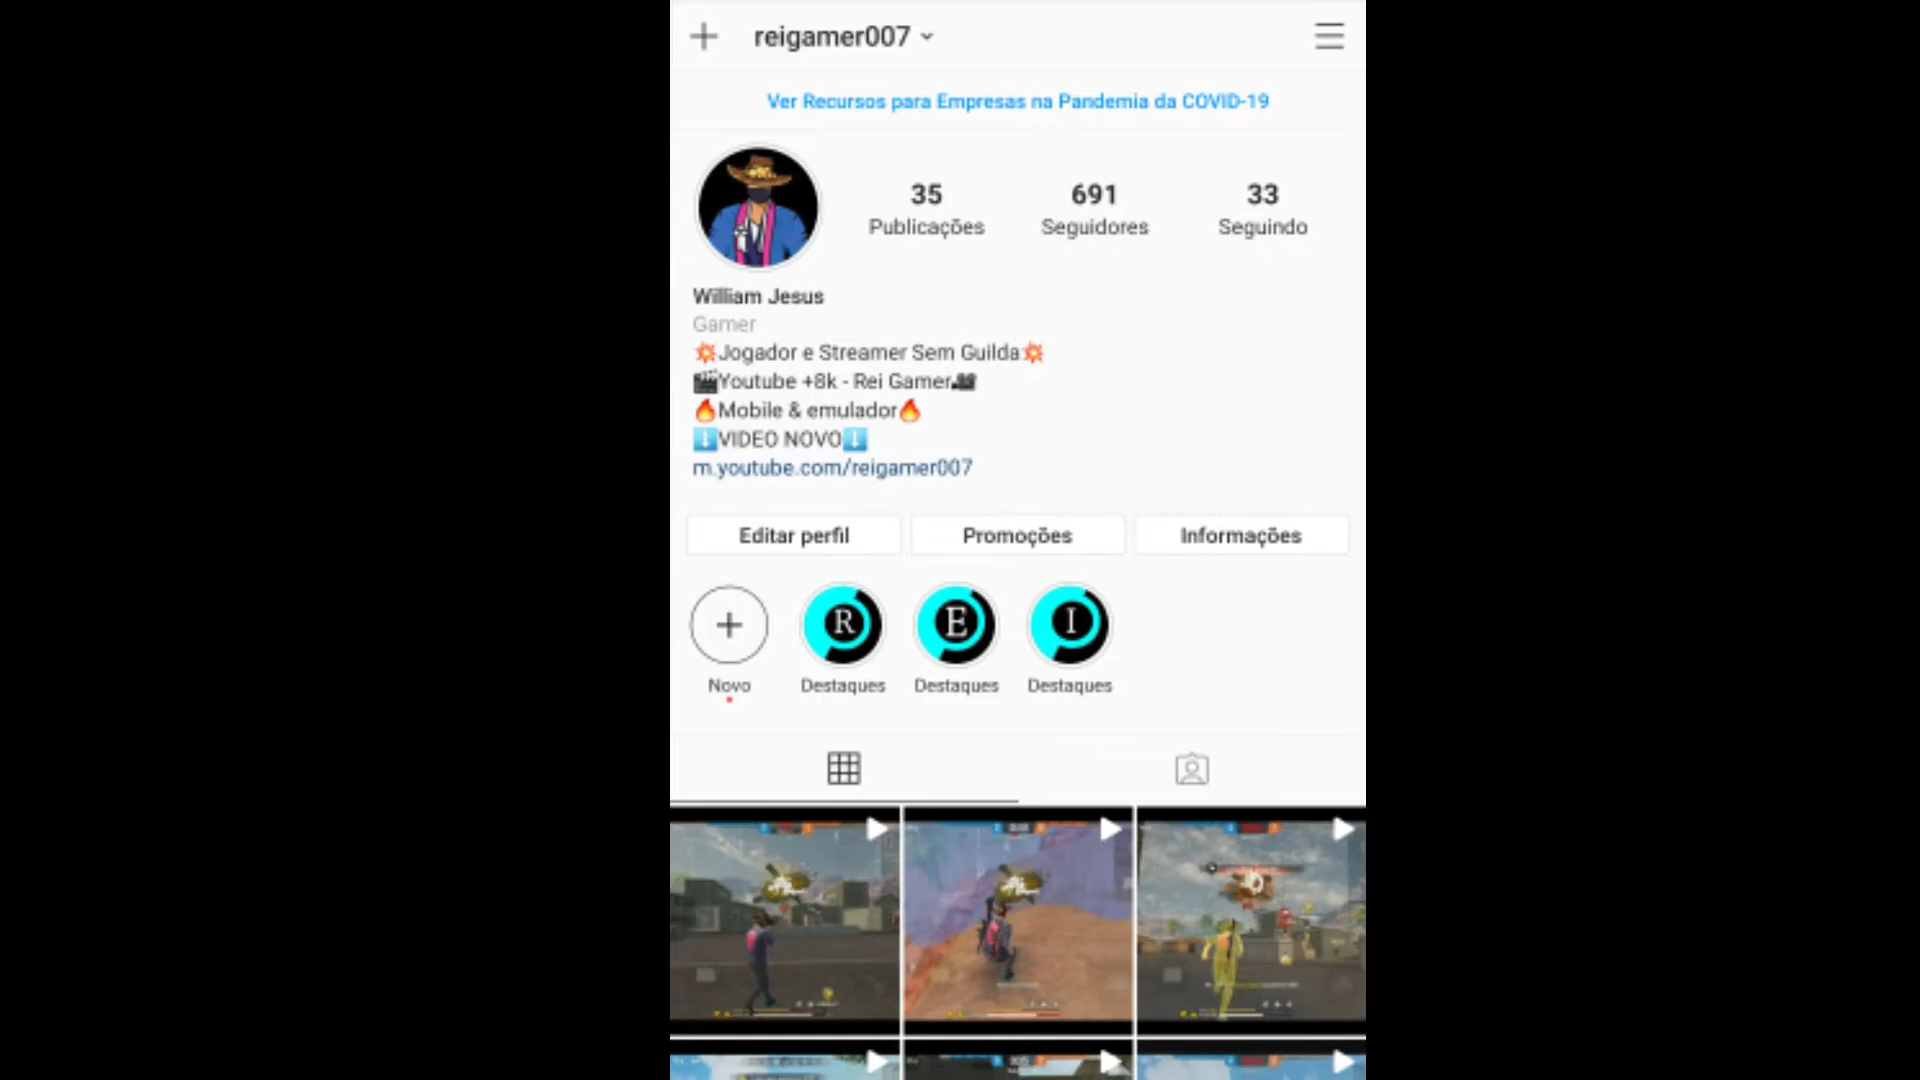 reigamer007
Ver Recursos para Empresas na Pandemia da COVID-19
35 691 33
Publicações Seguidores Seguindo
William Jesus
Gamer
💥Jogador e Streamer Sem Guilda💥
🎬Youtube +8k - Rei Gamer🎥
🔥Mobile & emulador🔥
⬇️VIDEO NOVO⬇️
m.youtube.com/reigamer007
Editar perfil Promoções Informações
R E I
Novo Destaques Destaques Destaques